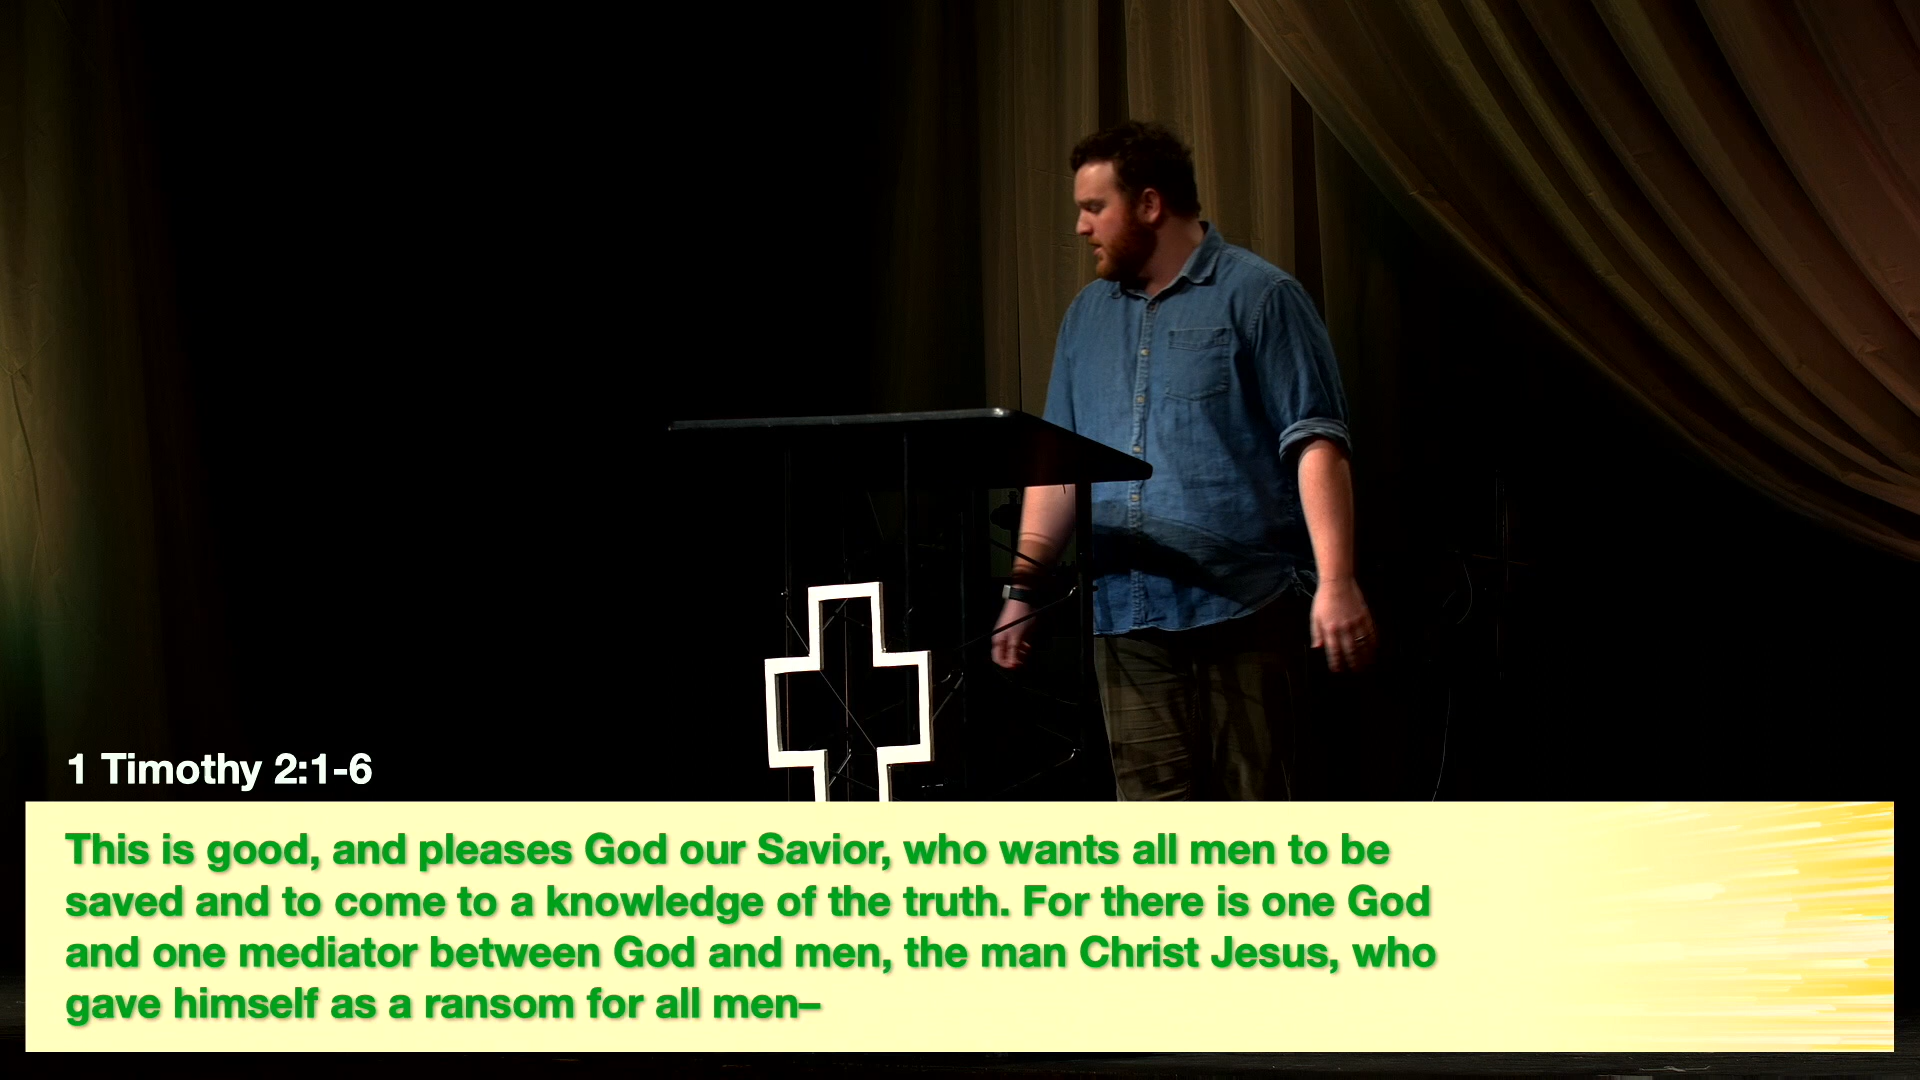 1 Timothy 2:1-6
This is good, and pleases God our Savior, who wants all men to be
saved and to come to a knowledge of the truth. For there is one God
and one mediator between God and men, the man Christ Jesus, who
gave himself as a ransom for all men–